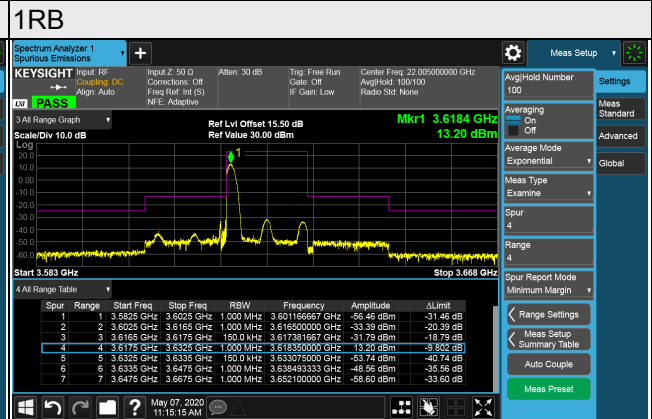 1RB
Spectrum Analyzer 1
Spurious Emissions
Meas Setup
KEYSIGHT
Input: RF
Coupling: DC
Align: Auto
Input Z: 50 Ω
Corrections: Off
Freq Ref: Int (S)
NFE: Adaptive
Atten: 30 dB
Trig: Free Run
Gate: Off
IF Gain: Low
Center Freq: 22.005000000 GHz
Avg|Hold: 100/100
Radio Std: None
LXI
PASS
3 All Range Graph
Scale/Div 10.0 dB
Ref Lvl Offset 15.50 dB
Ref Value 30.00 dBm
Mkr1 3.6184 GHz
13.20 dBm
Log
20.0
10.0
0.00
-10.0
-20.0
-30.0
-40.0
-50.0
-60.0
1
Start 3.583 GHz
Stop 3.668 GHz
4 All Range Table
Spur Range Start Freq Stop Freq RBW Frequency Amplitude ΔLimit
1 1 3.5825 GHz 3.6025 GHz 1.000 MHz 3.601166667 GHz -56.46 dBm -31.46 dB
2 2 3.6025 GHz 3.6165 GHz 1.000 MHz 3.616500000 GHz -33.39 dBm -20.39 dB
3 3 3.6165 GHz 3.6175 GHz 150.0 kHz 3.617381667 GHz -31.79 dBm -18.79 dB
4 4 3.6175 GHz 3.6325 GHz 1.000 MHz 3.618350000 GHz 13.20 dBm -9.802 dB
5 5 3.6325 GHz 3.6335 GHz 150.0 kHz 3.633075000 GHz -53.74 dBm -40.74 dB
6 6 3.6335 GHz 3.6475 GHz 1.000 MHz 3.638493333 GHz -48.56 dBm -35.56 dB
7 7 3.6475 GHz 3.6675 GHz 1.000 MHz 3.652100000 GHz -58.60 dBm -33.60 dB
May 07, 2020
11:15:15 AM
Avg|Hold Number
100
Averaging
On
Off
Average Mode
Exponential
Meas Type
Examine
Spur
4
Range
4
Spur Report Mode
Minimum Margin
Range Settings
Meas Setup
Summary Table
Auto Couple
Meas Preset
Settings
Meas
Standard
Advanced
Global